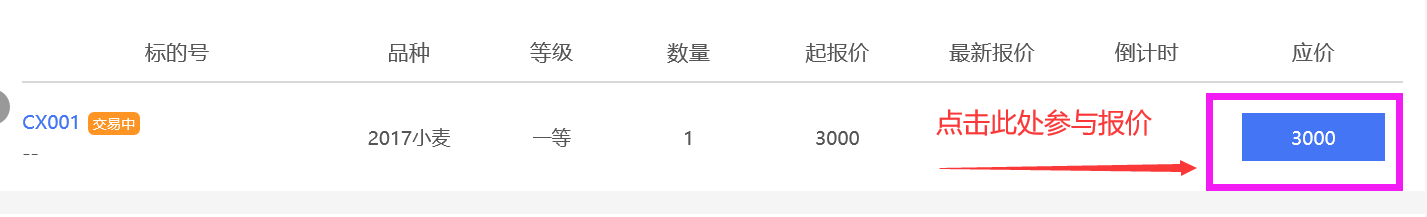 标的号 品种 等级 数量 起报价 最新报价 倒计时 应价
CX001 交易中
点击此处参与报价
2017小麦 一等 1 3000 3000
--